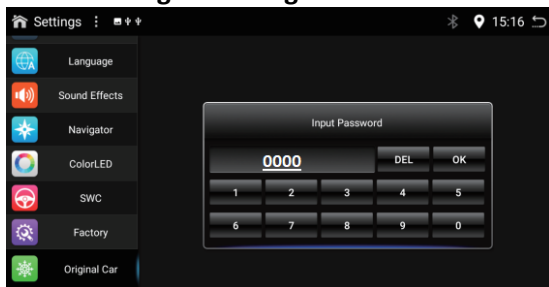 Settings
15:16
Language
Sound Effects
Navigator
ColorLED
SWC
Factory
Original Car
Input Password
0000 DEL OK
1 2 3 4 5
6 7 8 9 0